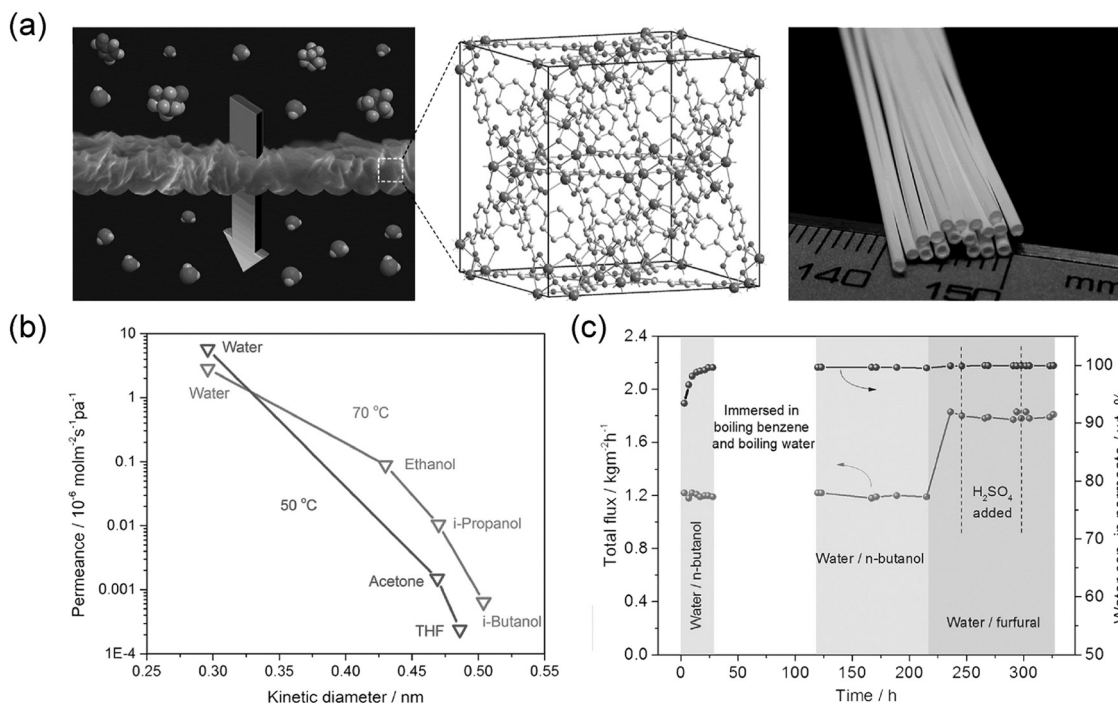 (a)
140
150
mm
(b)
10
1
0.1
0.01
0.001
1E-4
Permeance / 10⁻⁶ molm⁻²s⁻¹pa⁻¹
Water
Water
70 °C
Ethanol
50 °C
i-Propanol
Acetone
THF
i-Butanol
0.25 0.30 0.35 0.40 0.45 0.50 0.55
Kinetic diameter / nm
(c)
2.4
2.0
1.6
1.2
0.8
0.4
0.0
Total flux / kgm⁻²h⁻¹
Water / n-butanol
Immersed in
boiling benzene
and boiling water
Water / n-butanol
H₂SO₄
added
Water / furfural
100
90
80
70
60
50
in permeate / wt. %
0 50 100 150 200 250 300
Time / h